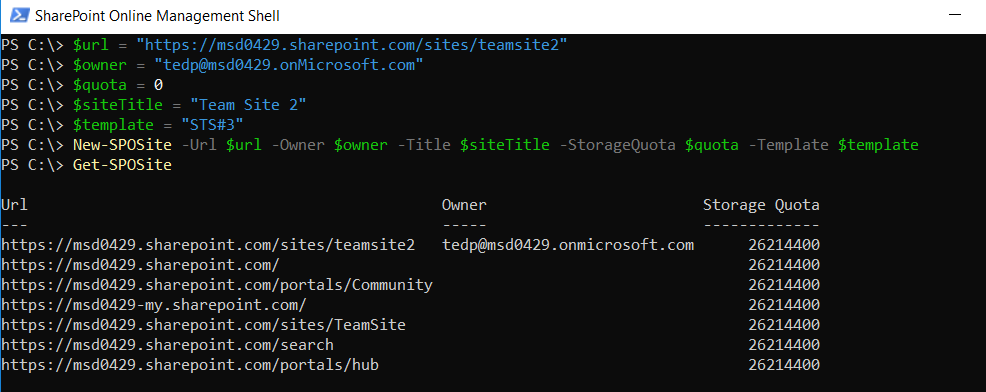 SharePoint Online Management Shell
PS C:\> $url = "https://msd0429.sharepoint.com/sites/teamsite2"
PS C:\> $owner = "tedp@msd0429.onMicrosoft.com"
PS C:\> $quota = 0
PS C:\> $siteTitle = "Team Site 2"
PS C:\> $template = "STS#3"
PS C:\> New-SPOSite -Url $url -Owner $owner -Title $siteTitle -StorageQuota $quota -Template $template
PS C:\> Get-SPOSite
Url Owner Storage Quota
--- ----- -------------
https://msd0429.sharepoint.com/sites/teamsite2 tedp@msd0429.onmicrosoft.com 26214400
https://msd0429.sharepoint.com/ 26214400
https://msd0429.sharepoint.com/portals/Community 26214400
https://msd0429-my.sharepoint.com/ 26214400
https://msd0429.sharepoint.com/sites/TeamSite 26214400
https://msd0429.sharepoint.com/search 26214400
https://msd0429.sharepoint.com/portals/hub 26214400